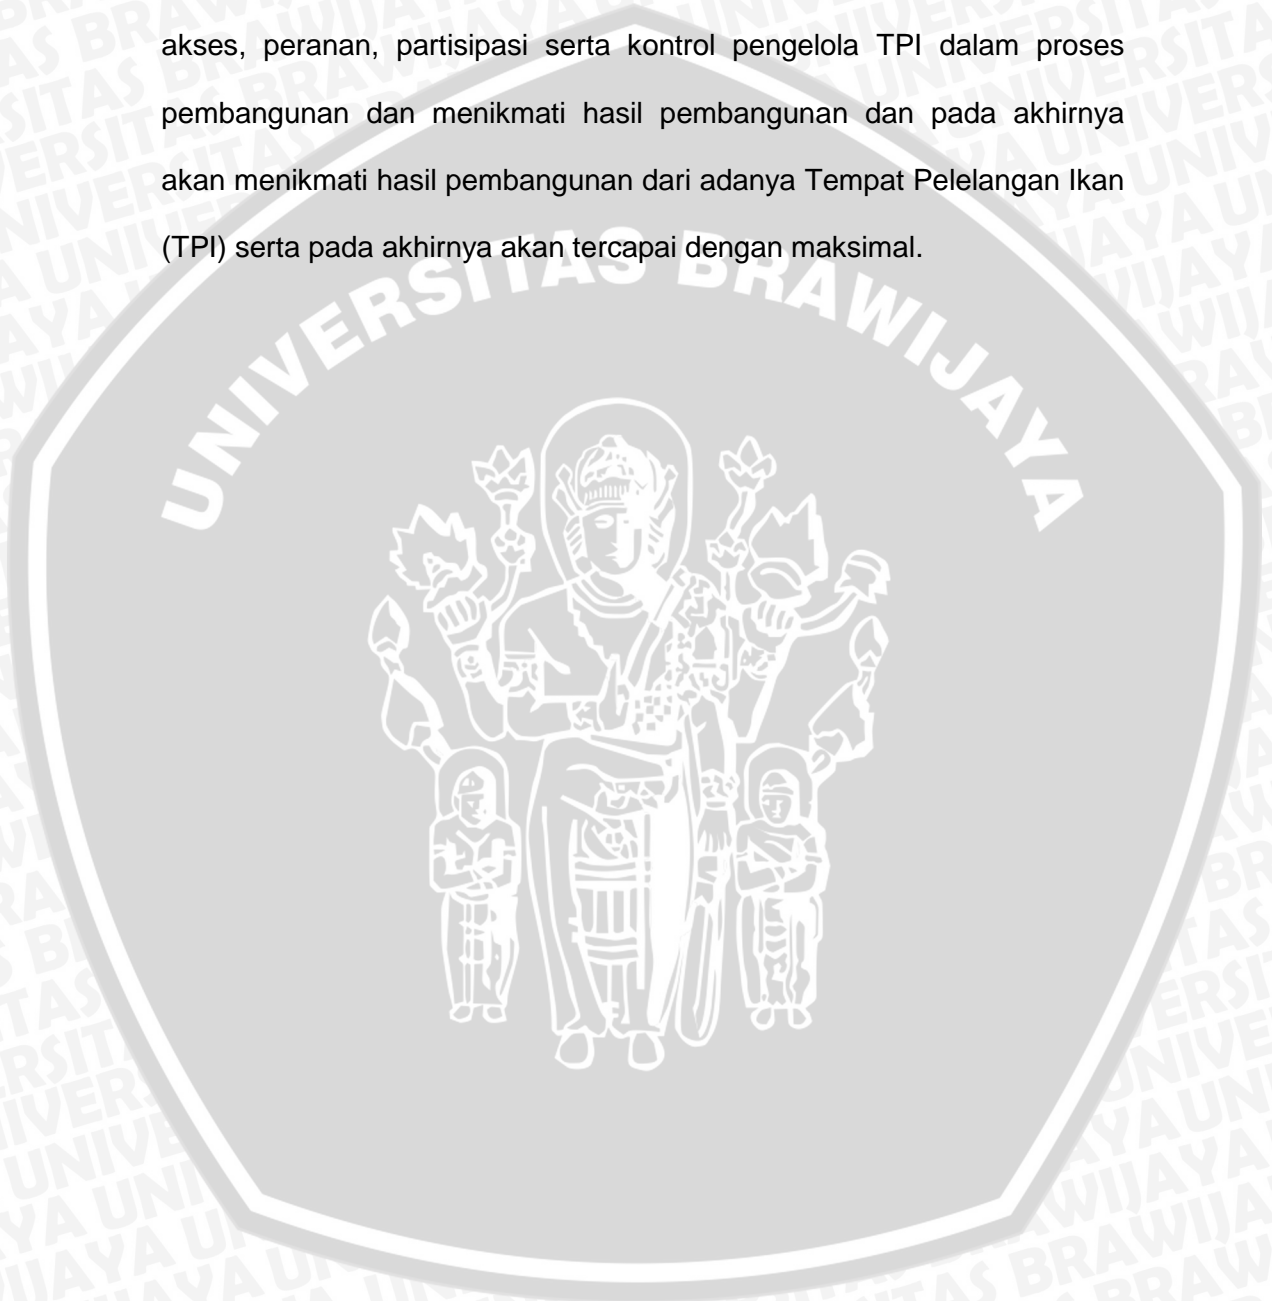 akses, peranan, partisipasi serta kontrol pengelola TPI dalam proses
pembangunan dan menikmati hasil pembangunan dan pada akhirnya
akan menikmati hasil pembangunan dari adanya Tempat Pelelangan Ikan
(TPI) serta pada akhirnya akan tercapai dengan maksimal.
UNIVERSITAS BRAWIJAYA